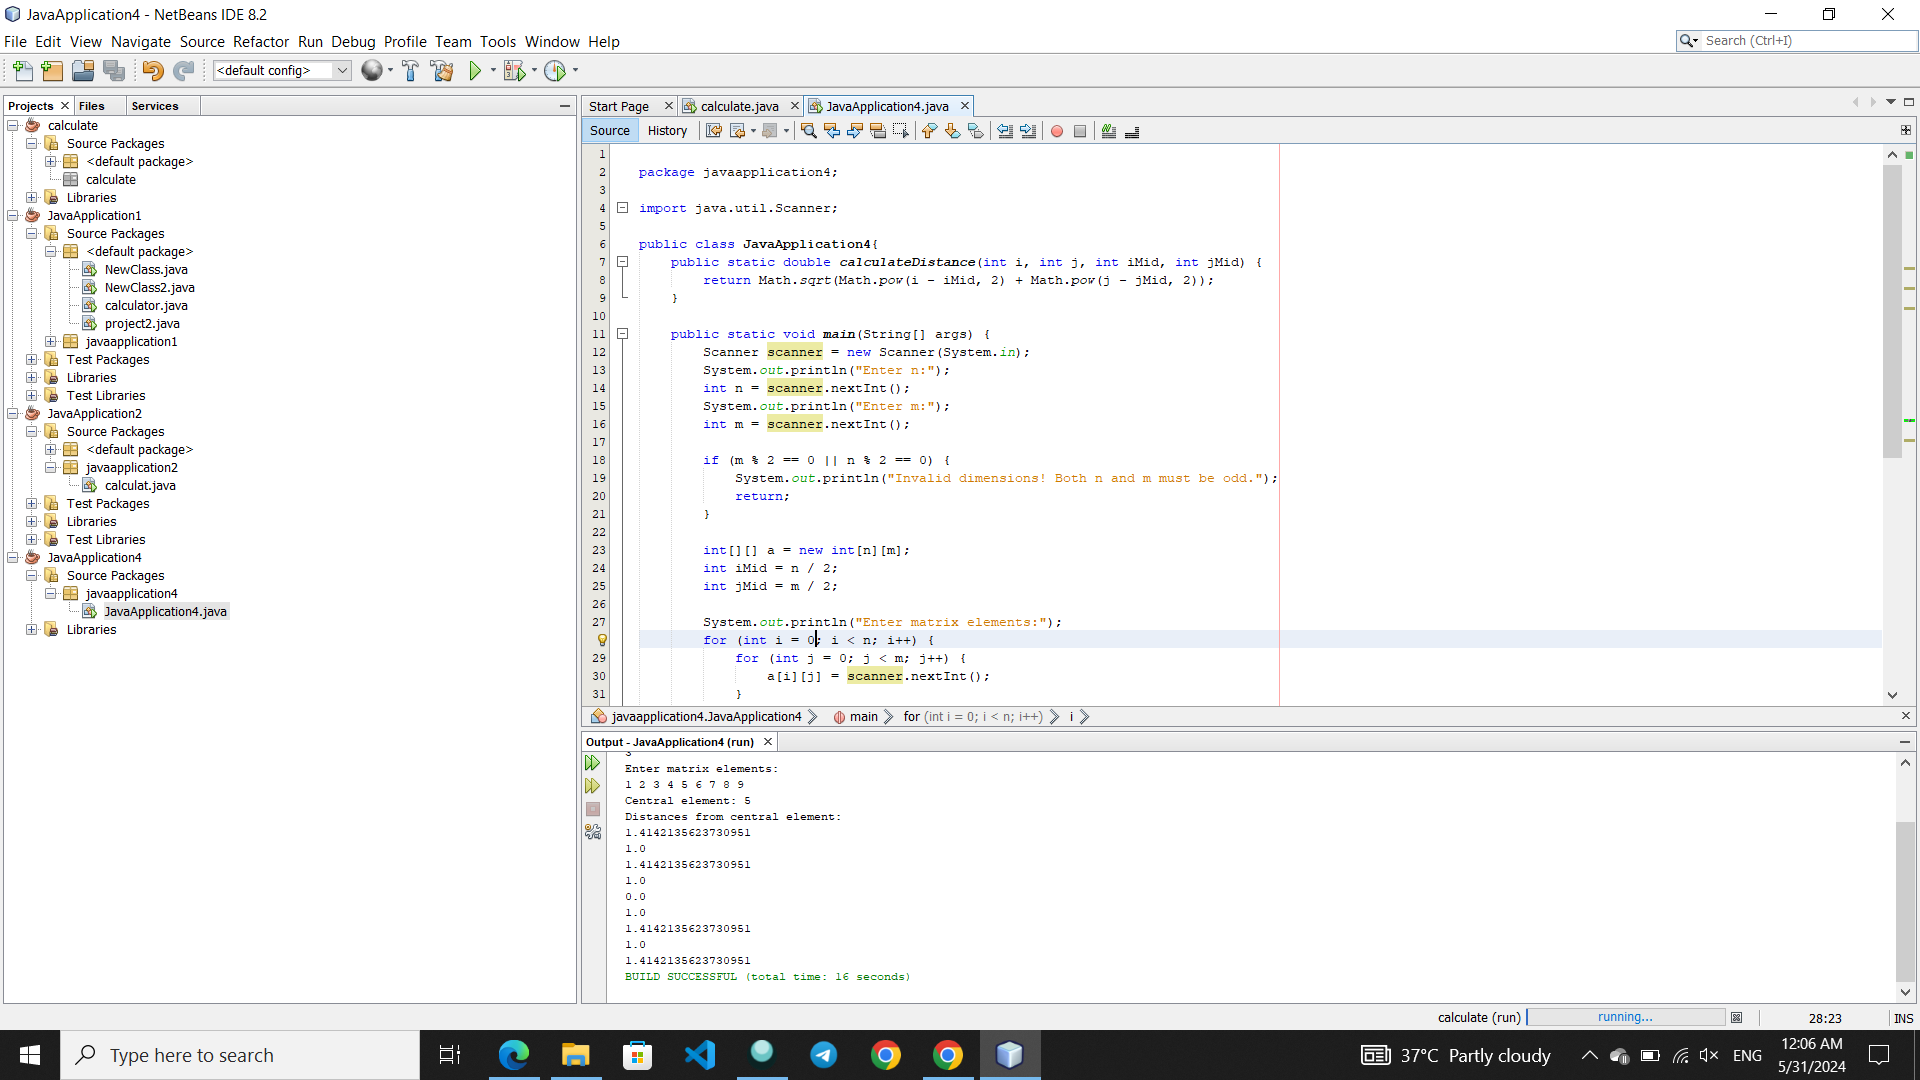 JavaApplication4 - NetBeans IDE 8.2
File Edit View Navigate Source Refactor Run Debug Profile Team Tools Window Help
Search (Ctrl+I)
<default config>
Projects Files Services
calculate
Source Packages
<default package>
calculate
Libraries
JavaApplication1
Source Packages
<default package>
NewClass.java
NewClass2.java
calculator.java
project2.java
javaapplication1
Test Packages
Libraries
Test Libraries
JavaApplication2
Source Packages
<default package>
javaapplication2
calculat.java
Test Packages
Libraries
Test Libraries
JavaApplication4
Source Packages
javaapplication4
JavaApplication4.java
Libraries
Start Page calculate.java JavaApplication4.java
Source History
1
2 package javaapplication4;
3
4 import java.util.Scanner;
5
6 public class JavaApplication4{
7 public static double calculateDistance(int i, int j, int iMid, int jMid) {
8 return Math.sqrt(Math.pow(i - iMid, 2) + Math.pow(j - jMid, 2));
9 }
10
11 public static void main(String[] args) {
12 Scanner scanner = new Scanner(System.in);
13 System.out.println("Enter n:");
14 int n = scanner.nextInt();
15 System.out.println("Enter m:");
16 int m = scanner.nextInt();
17
18 if (m % 2 == 0 || n % 2 == 0) {
19 System.out.println("Invalid dimensions! Both n and m must be odd.");
20 return;
21 }
22
23 int[][] a = new int[n][m];
24 int iMid = n / 2;
25 int jMid = m / 2;
26
27 System.out.println("Enter matrix elements:");
for (int i = 0; i < n; i++) {
29 for (int j = 0; j < m; j++) {
30 a[i][j] = scanner.nextInt();
31 }
javaapplication4.JavaApplication4 main for (int i = 0; i < n; i++) i
Output - JavaApplication4 (run)
3
Enter matrix elements:
1 2 3 4 5 6 7 8 9
Central element: 5
Distances from central element:
1.4142135623730951
1.0
1.4142135623730951
1.0
0.0
1.0
1.4142135623730951
1.0
1.4142135623730951
BUILD SUCCESSFUL (total time: 16 seconds)
calculate (run) running... 28:23 INS
Type here to search
37°C Partly cloudy
ENG
12:06 AM
5/31/2024